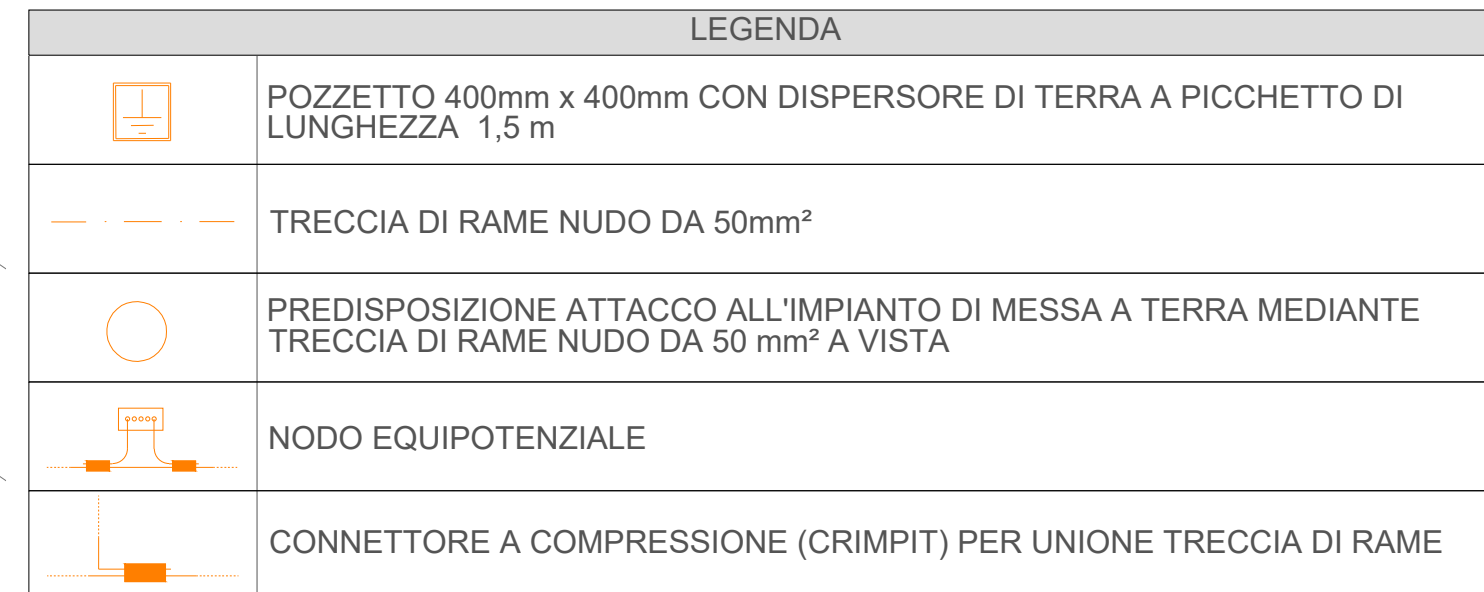 LEGENDA
POZZETTO 400mm x 400mm CON DISPERSORE DI TERRA A PICCHETTO DI
LUNGHEZZA 1,5 m
TRECCIA DI RAME NUDO DA 50mm²
PREDISPOSIZIONE ATTACCO ALL'IMPIANTO DI MESSA A TERRA MEDIANTE
TRECCIA DI RAME NUDO DA 50 mm² A VISTA
NODO EQUIPOTENZIALE
CONNETTORE A COMPRESSIONE (CRIMPIT) PER UNIONE TRECCIA DI RAME